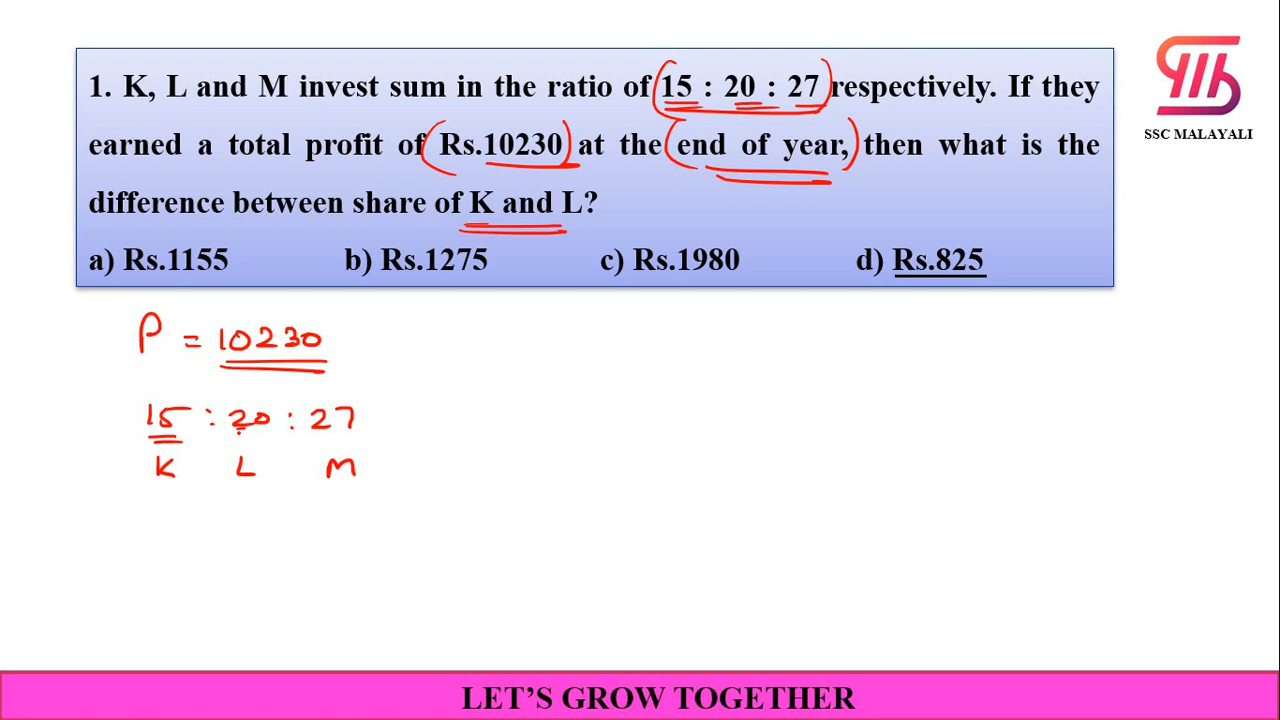 1. K, L and M invest sum in the ratio of 15 : 20 : 27 respectively. If they
earned a total profit of Rs.10230 at the end of year, then what is the
difference between share of K and L?
a) Rs.1155 b) Rs.1275 c) Rs.1980 d) Rs.825
SSC MALAYALI
P = 10230
15 : 20 : 27
K L M
LET'S GROW TOGETHER